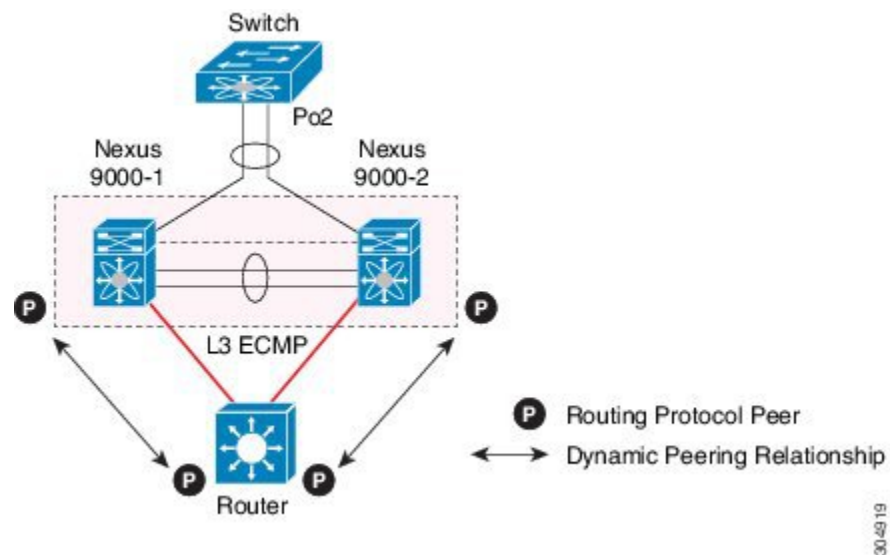 Switch
Po2
Nexus
9000-1
Nexus
9000-2
P
P
L3 ECMP
P
P
Router
P Routing Protocol Peer
Dynamic Peering Relationship
304919